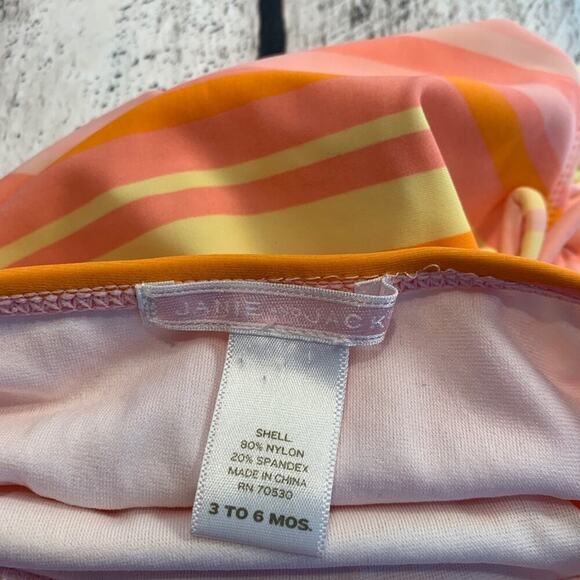 JANIE AND JACK
SHELL
80% NYLON
20% SPANDEX
MADE IN CHINA
RN 70530
3 TO 6 MOS.